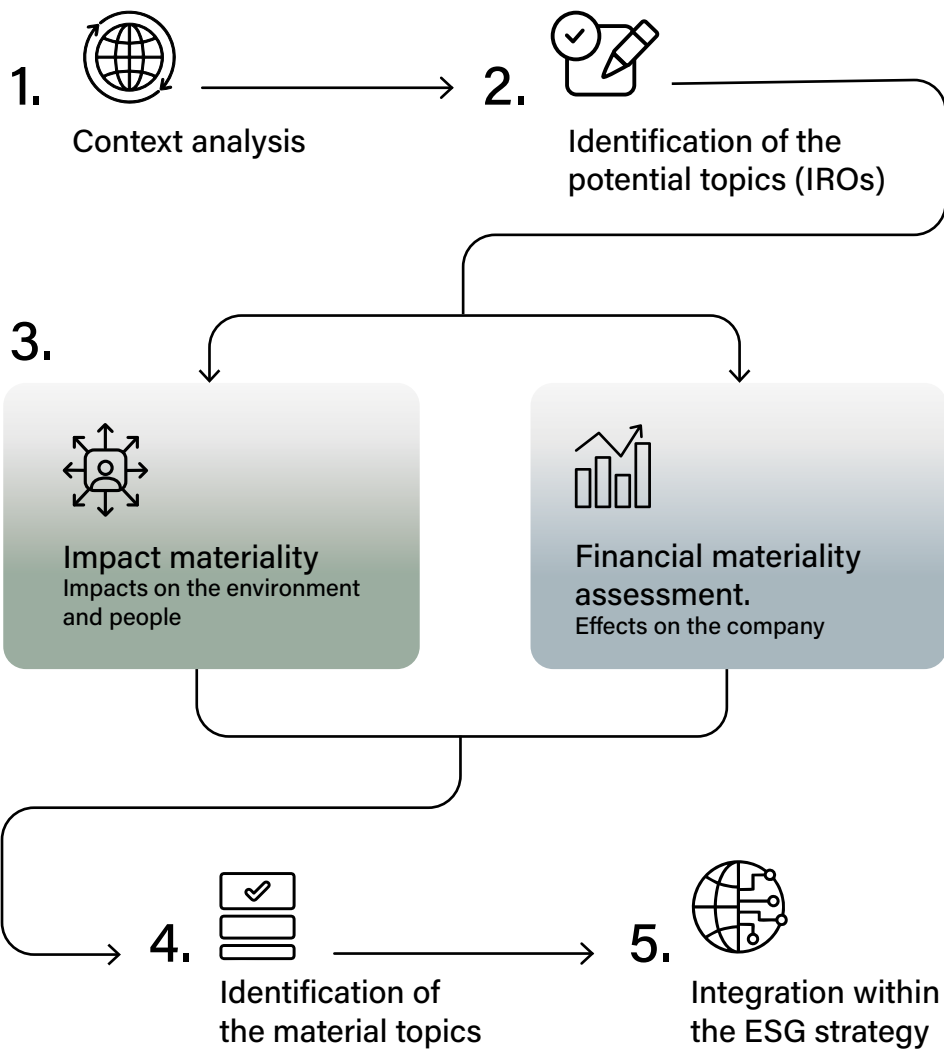 1.
Context analysis
2.
Identification of the
potential topics (IROs)
3.
Impact materiality
Impacts on the environment
and people
Financial materiality
assessment.
Effects on the company
4.
Identification of
the material topics
5.
Integration within
the ESG strategy